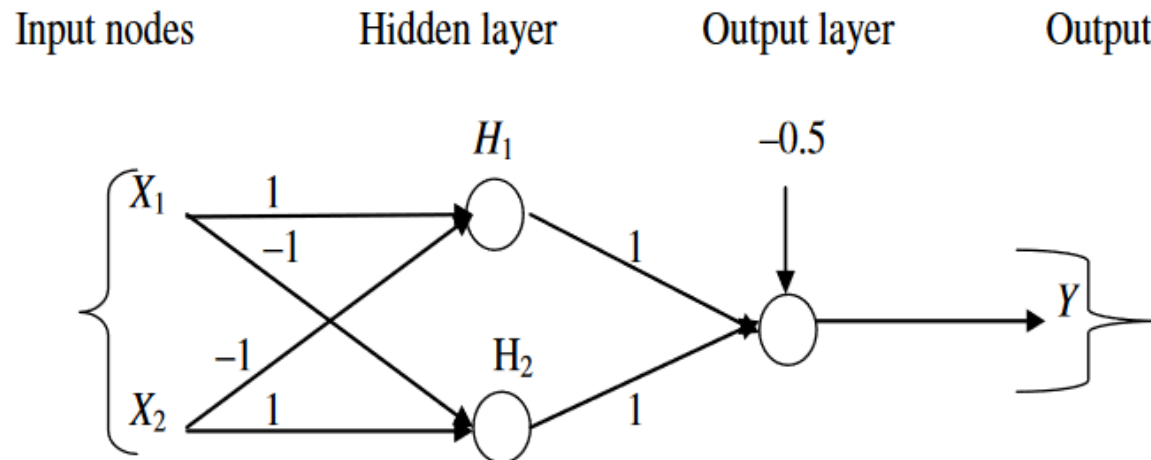 Input nodes Hidden layer Output layer Output
H₁ –0.5
X₁ 1 –1 1
Y
–1 H₂
X₂ 1 1